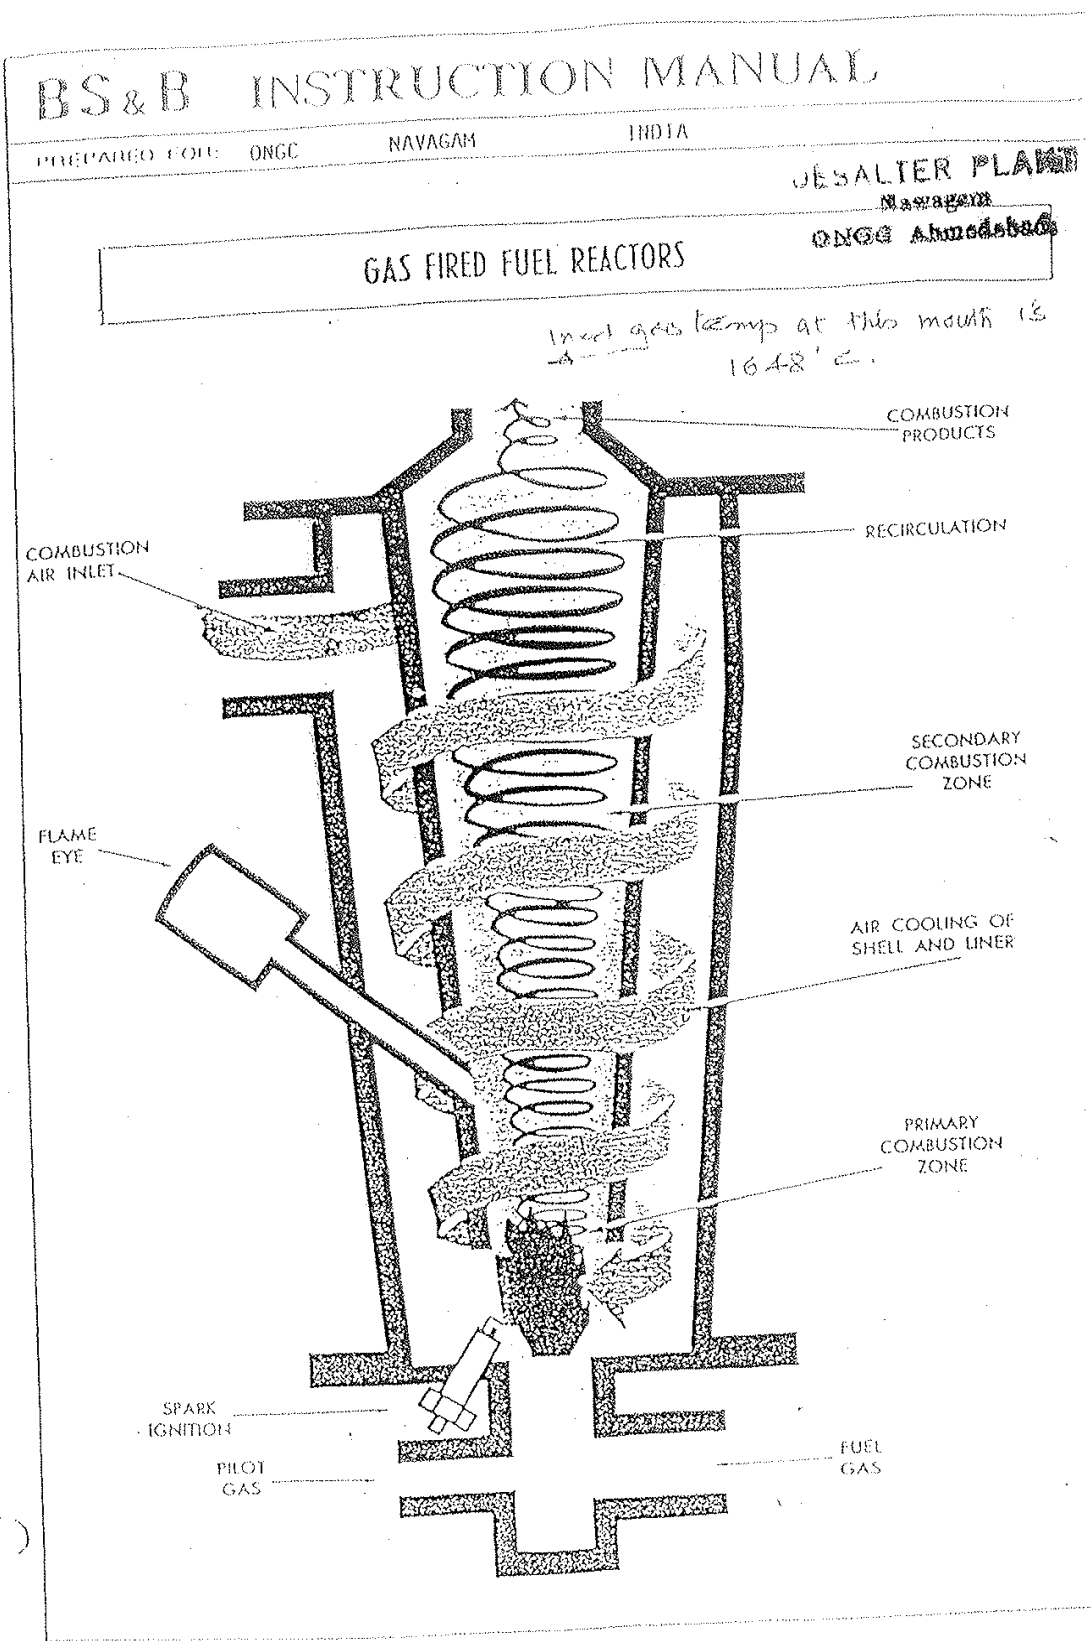 BS&B INSTRUCTION MANUAL
PREPARED FOR: ONGC NAVAGAM INDIA
DESALTER PLANT
Nawagam
ONGC Ahmedabad
GAS FIRED FUEL REACTORS
Inert gas temp at this mouth is
1648°C.
COMBUSTION
PRODUCTS
RECIRCULATION
COMBUSTION
AIR INLET
SECONDARY
COMBUSTION
ZONE
FLAME
EYE
AIR COOLING OF
SHELL AND LINER
PRIMARY
COMBUSTION
ZONE
SPARK
IGNITION
PILOT
GAS
FUEL
GAS